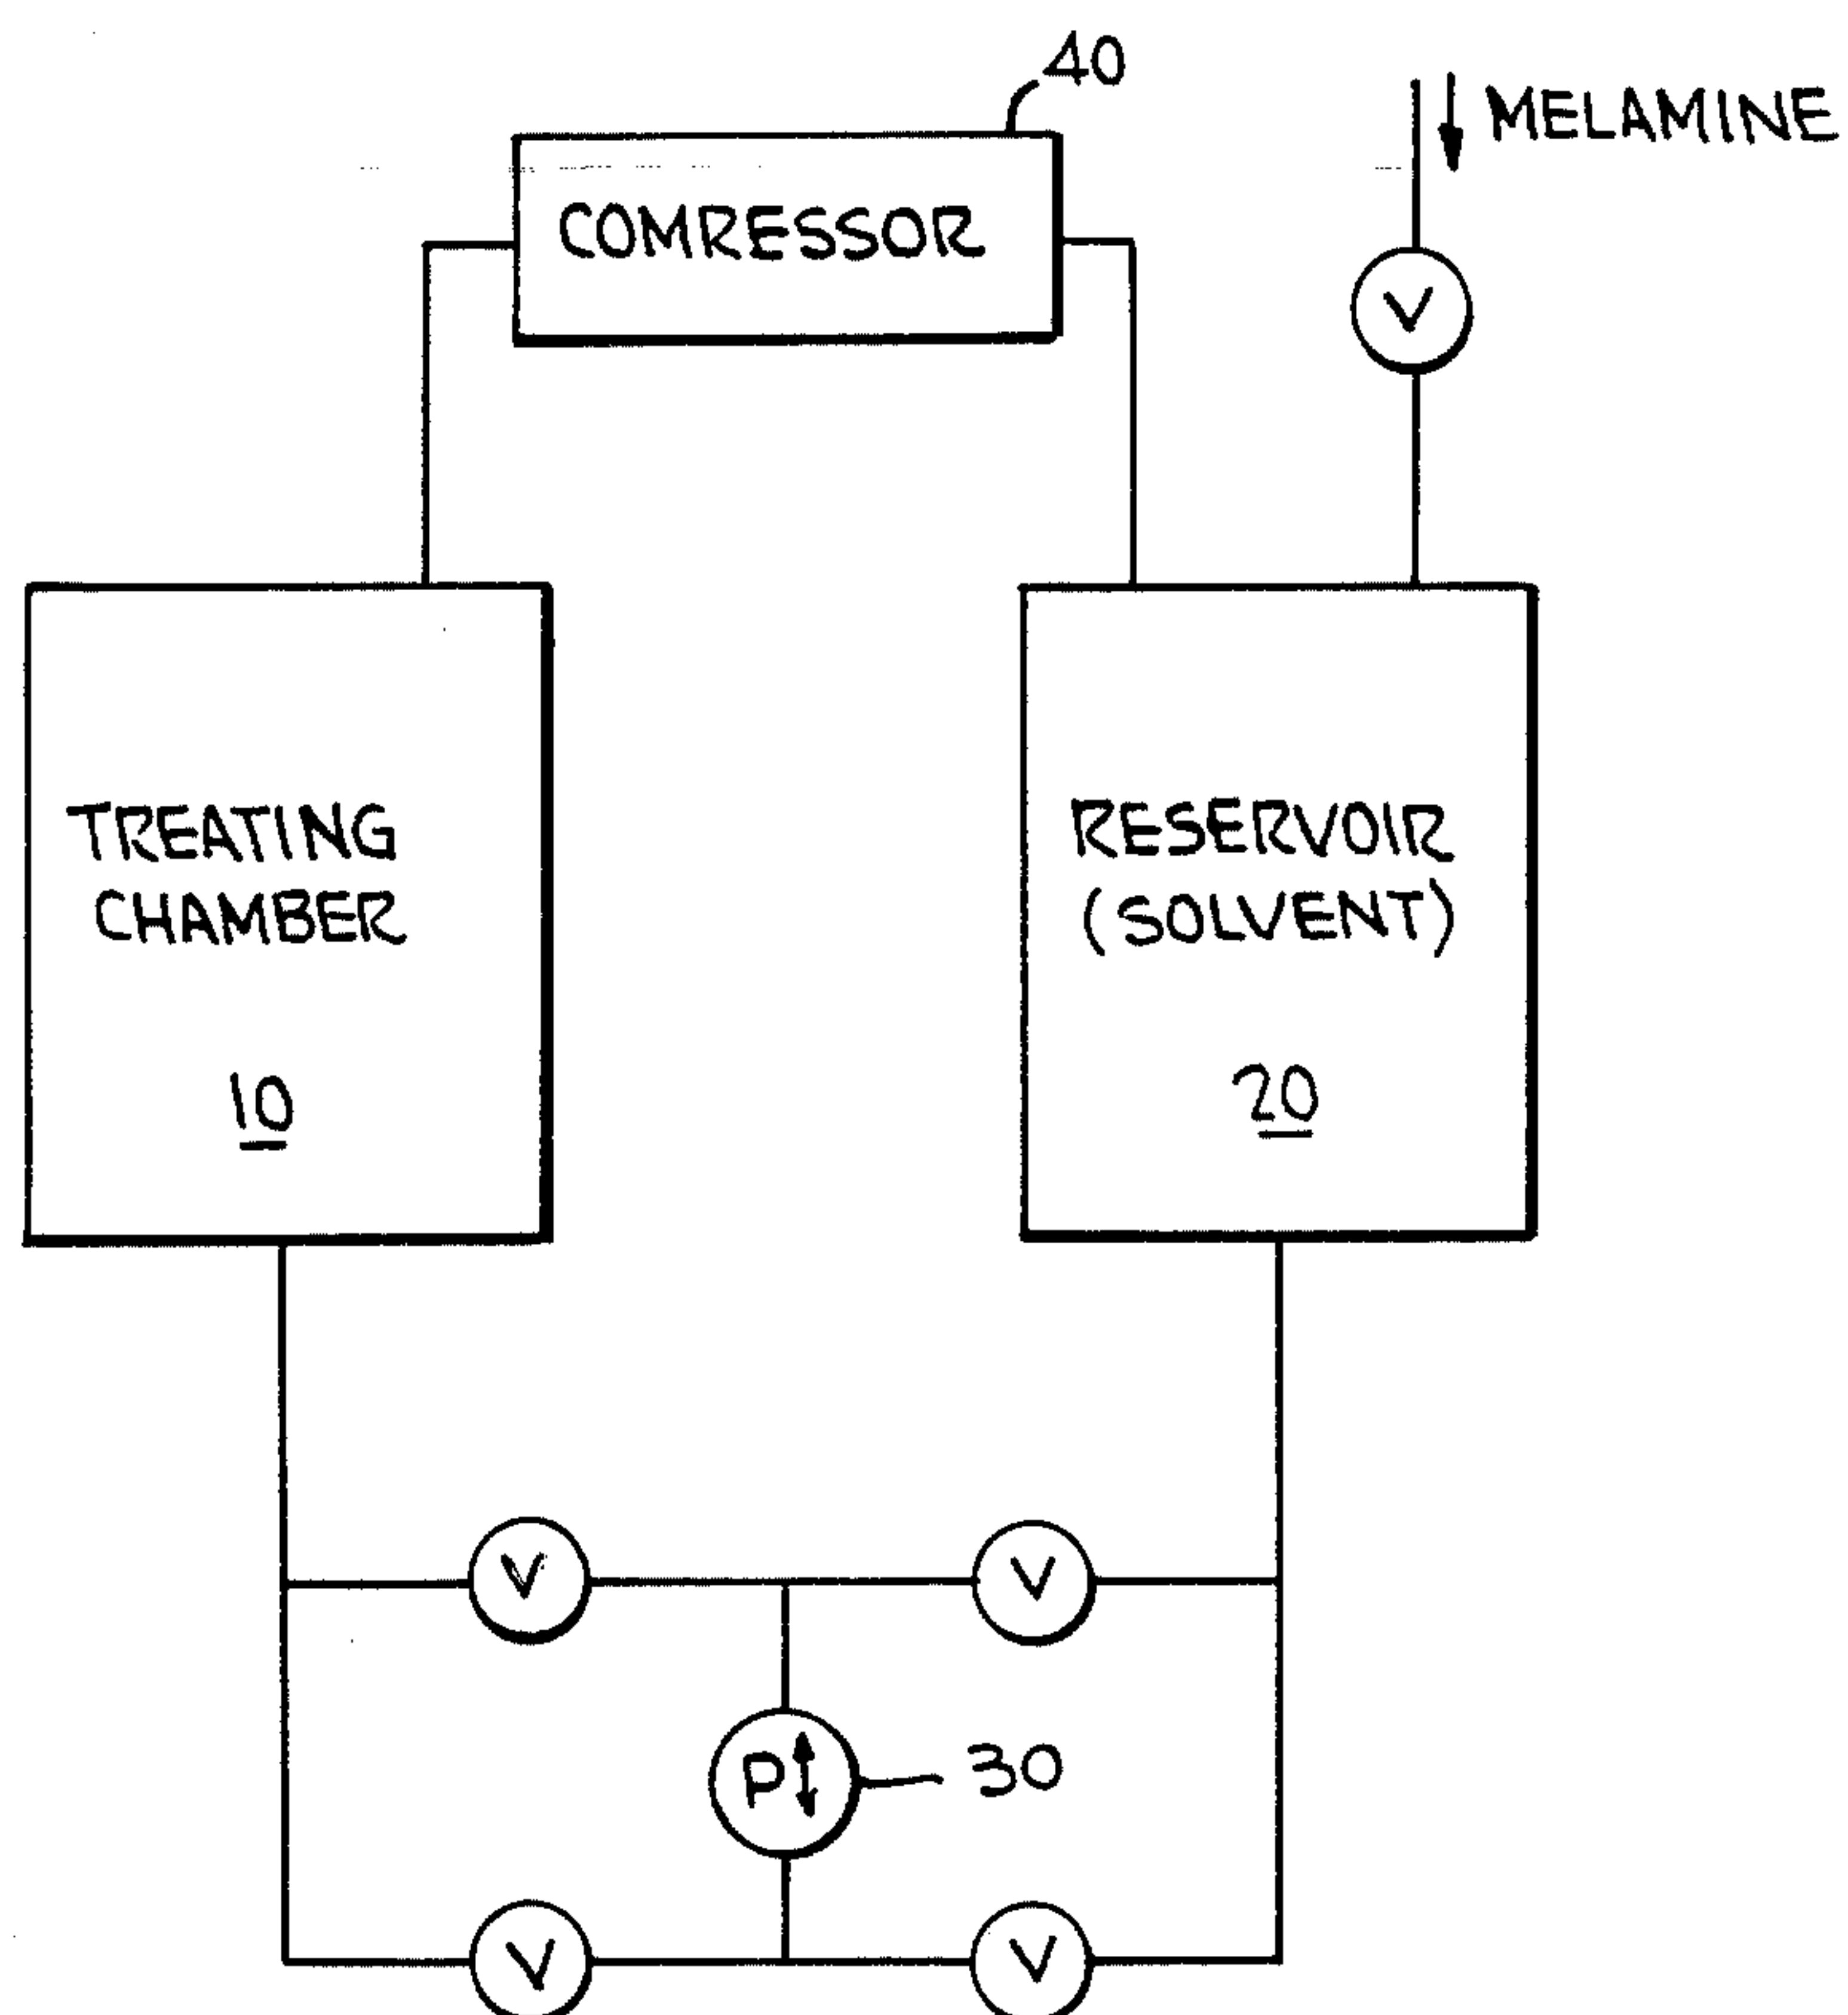 40
MELAMINE
COMRESSOR
V
TREATING
CHAMBER
10
RESERVOIR
(SOLVENT)
20
V
V
P
30
V
V